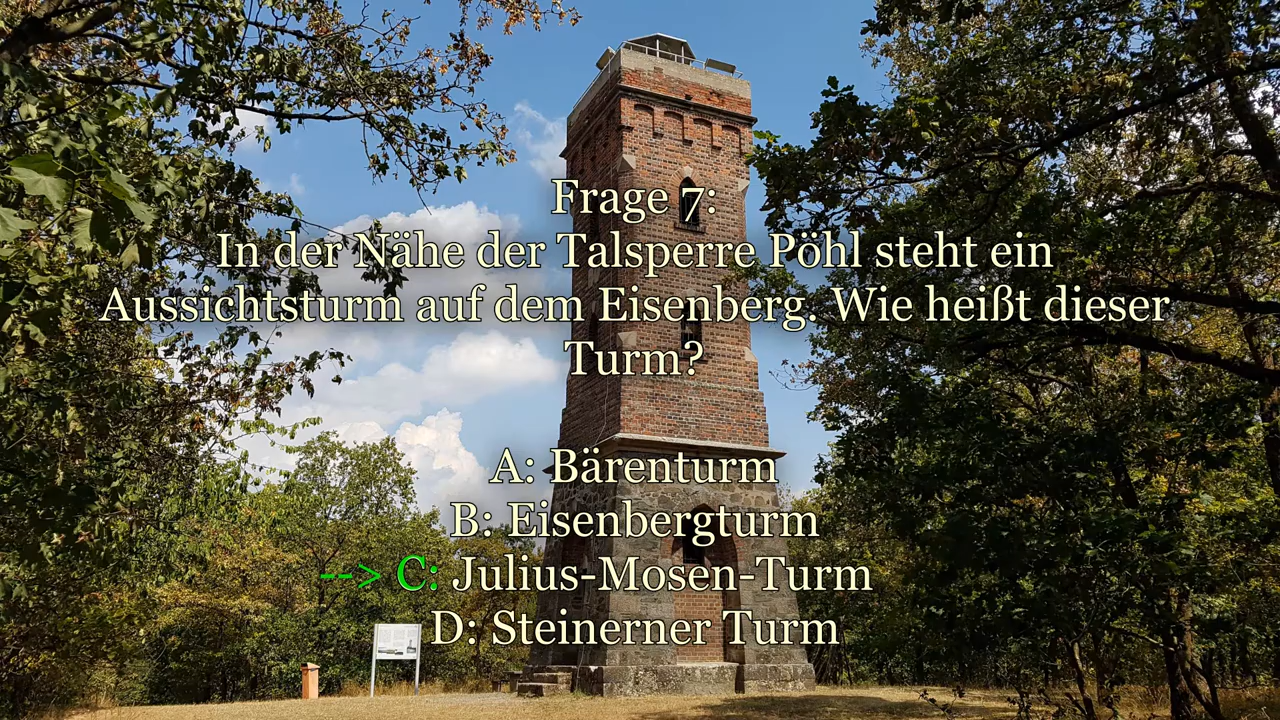 Frage 7:
In der Nähe der Talsperre Pöhl steht ein
Aussichtsturm auf dem Eisenberg. Wie heißt dieser
Turm?
A: Bärenturm
B: Eisenbergturm
--> C: Julius-Mosen-Turm
D: Steinerner Turm